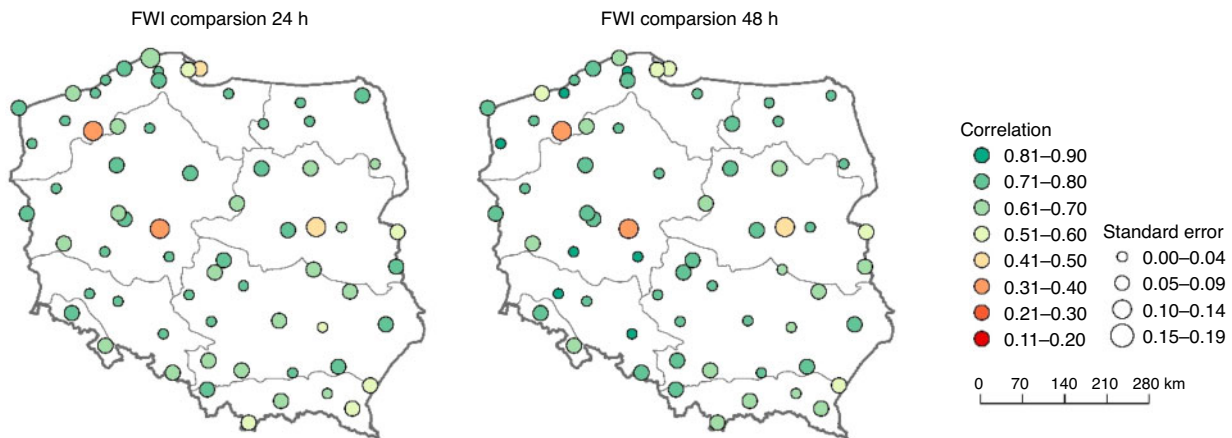 FWI comparsion 24 h
FWI comparsion 48 h
Correlation
0.81–0.90
0.71–0.80
0.61–0.70
0.51–0.60
0.41–0.50
0.31–0.40
0.21–0.30
0.11–0.20
Standard error
0.00–0.04
0.05–0.09
0.10–0.14
0.15–0.19
0 70 140 210 280 km